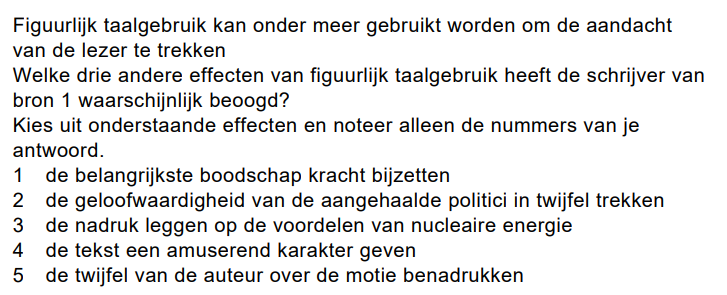 Figuurlijk taalgebruik kan onder meer gebruikt worden om de aandacht
van de lezer te trekken
Welke drie andere effecten van figuurlijk taalgebruik heeft de schrijver van
bron 1 waarschijnlijk beoogd?
Kies uit onderstaande effecten en noteer alleen de nummers van je
antwoord.
1 de belangrijkste boodschap kracht bijzetten
2 de geloofwaardigheid van de aangehaalde politici in twijfel trekken
3 de nadruk leggen op de voordelen van nucleaire energie
4 de tekst een amuserend karakter geven
5 de twijfel van de auteur over de motie benadrukken